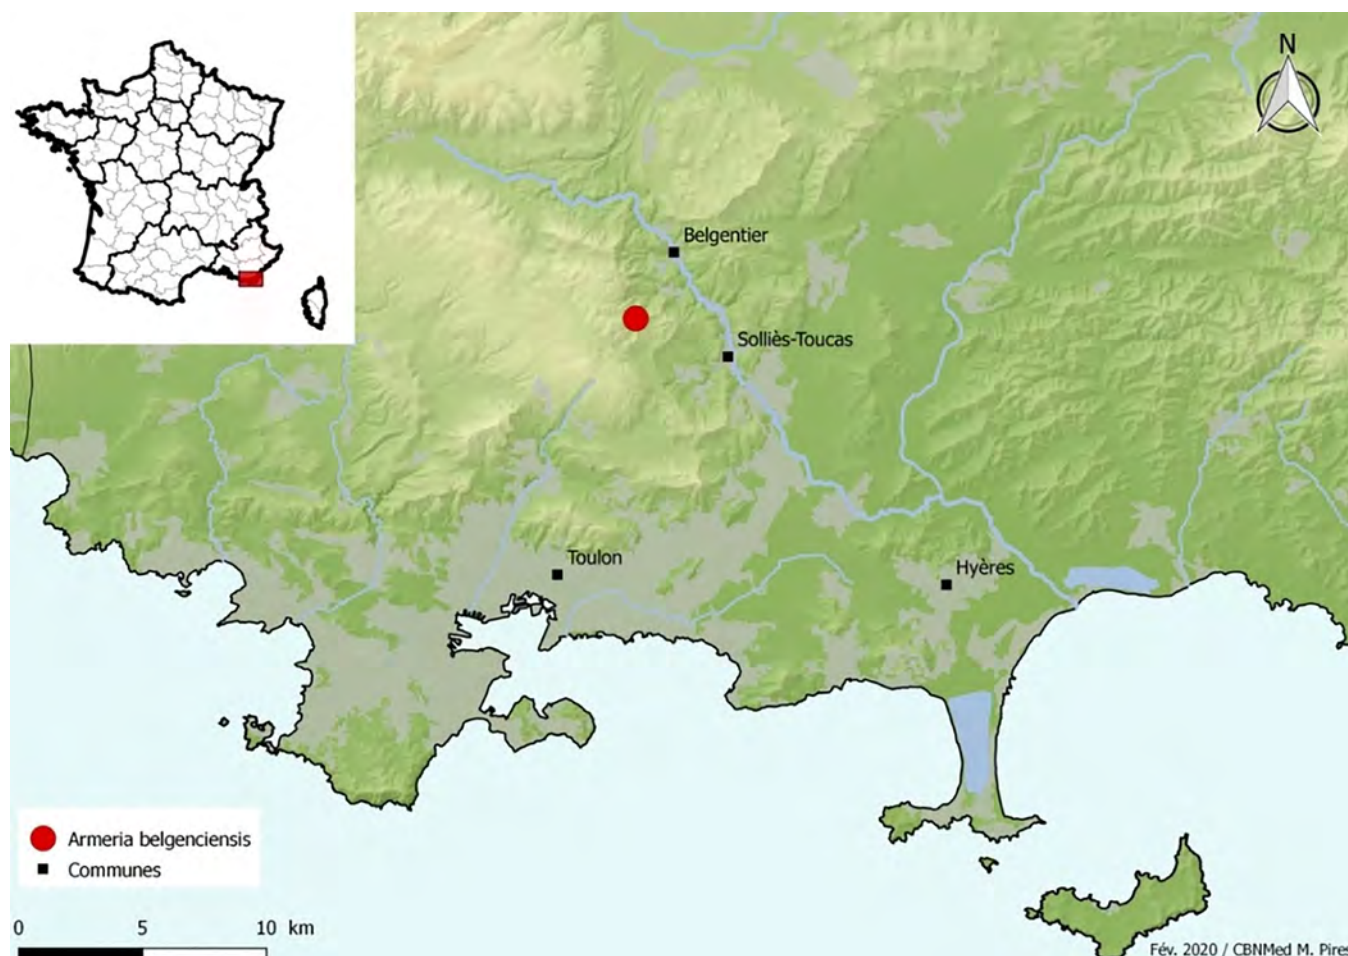 N
Belgentier
Solliès-Toucas
Toulon
Hyères
Armeria belgenciensis
Communes
0 5 10 km
Fév. 2020 / CBNMed M. Pires